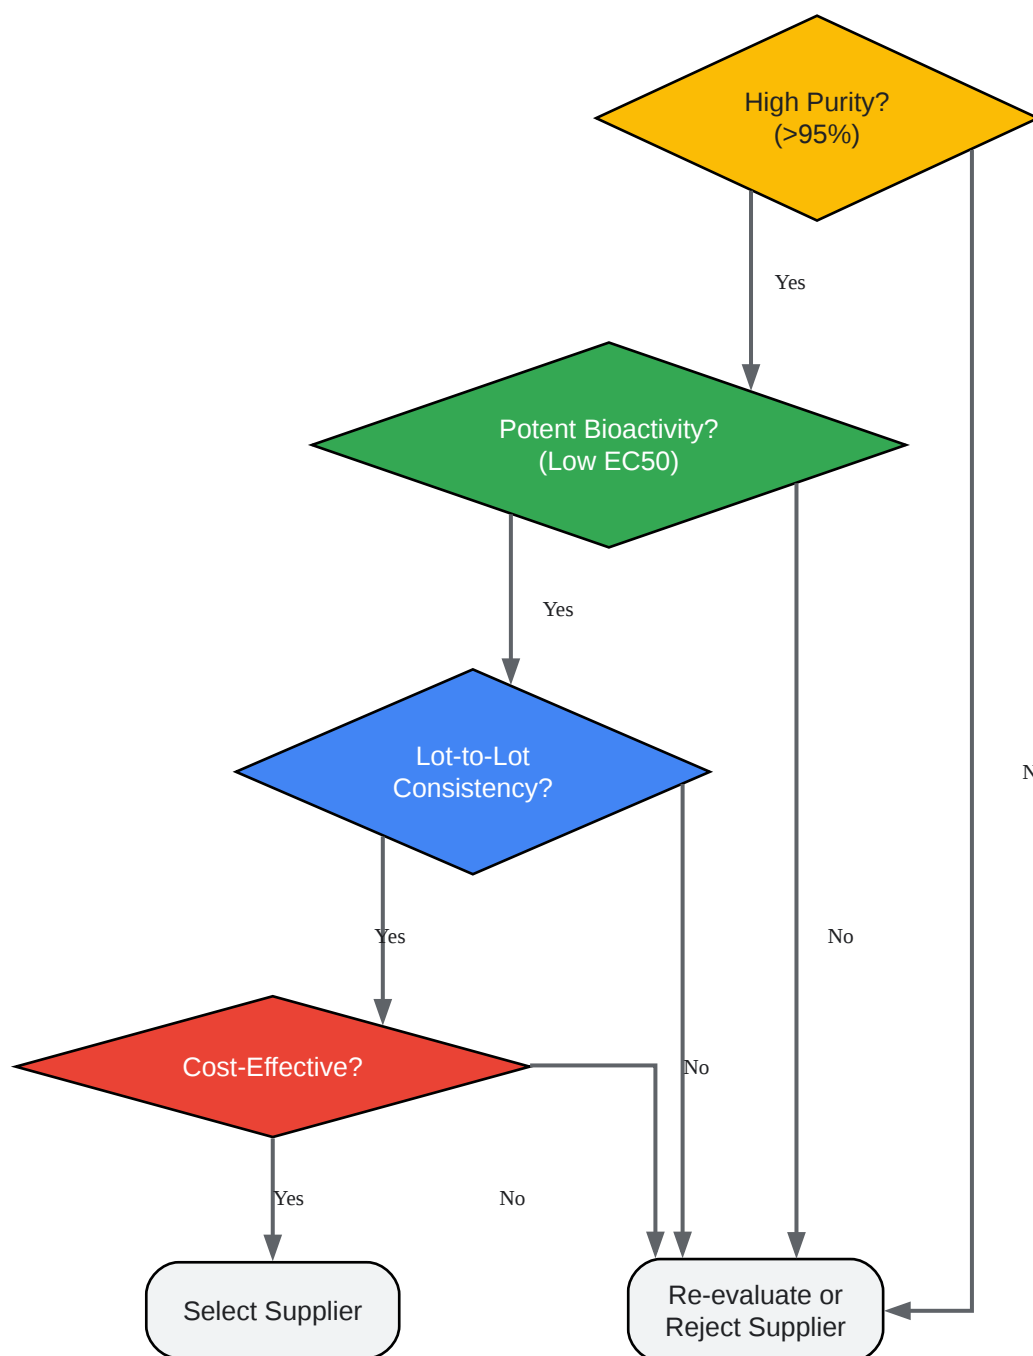 High Purity?
(>95%)
Yes
Potent Bioactivity?
(Low EC50)
Yes
Lot-to-Lot
Consistency?
Yes
No
Cost-Effective?
No
Yes
No
Select Supplier
Re-evaluate or
Reject Supplier